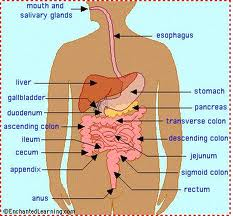 mouth and
salivary glands
esophagus
liver
gallbladder
duodenum
ascending colon
ileum
cecum
appendix
anus
stomach
pancreas
transverse colon
descending colon
jejunum
sigmoid colon
rectum
©EnchantedLearning.com